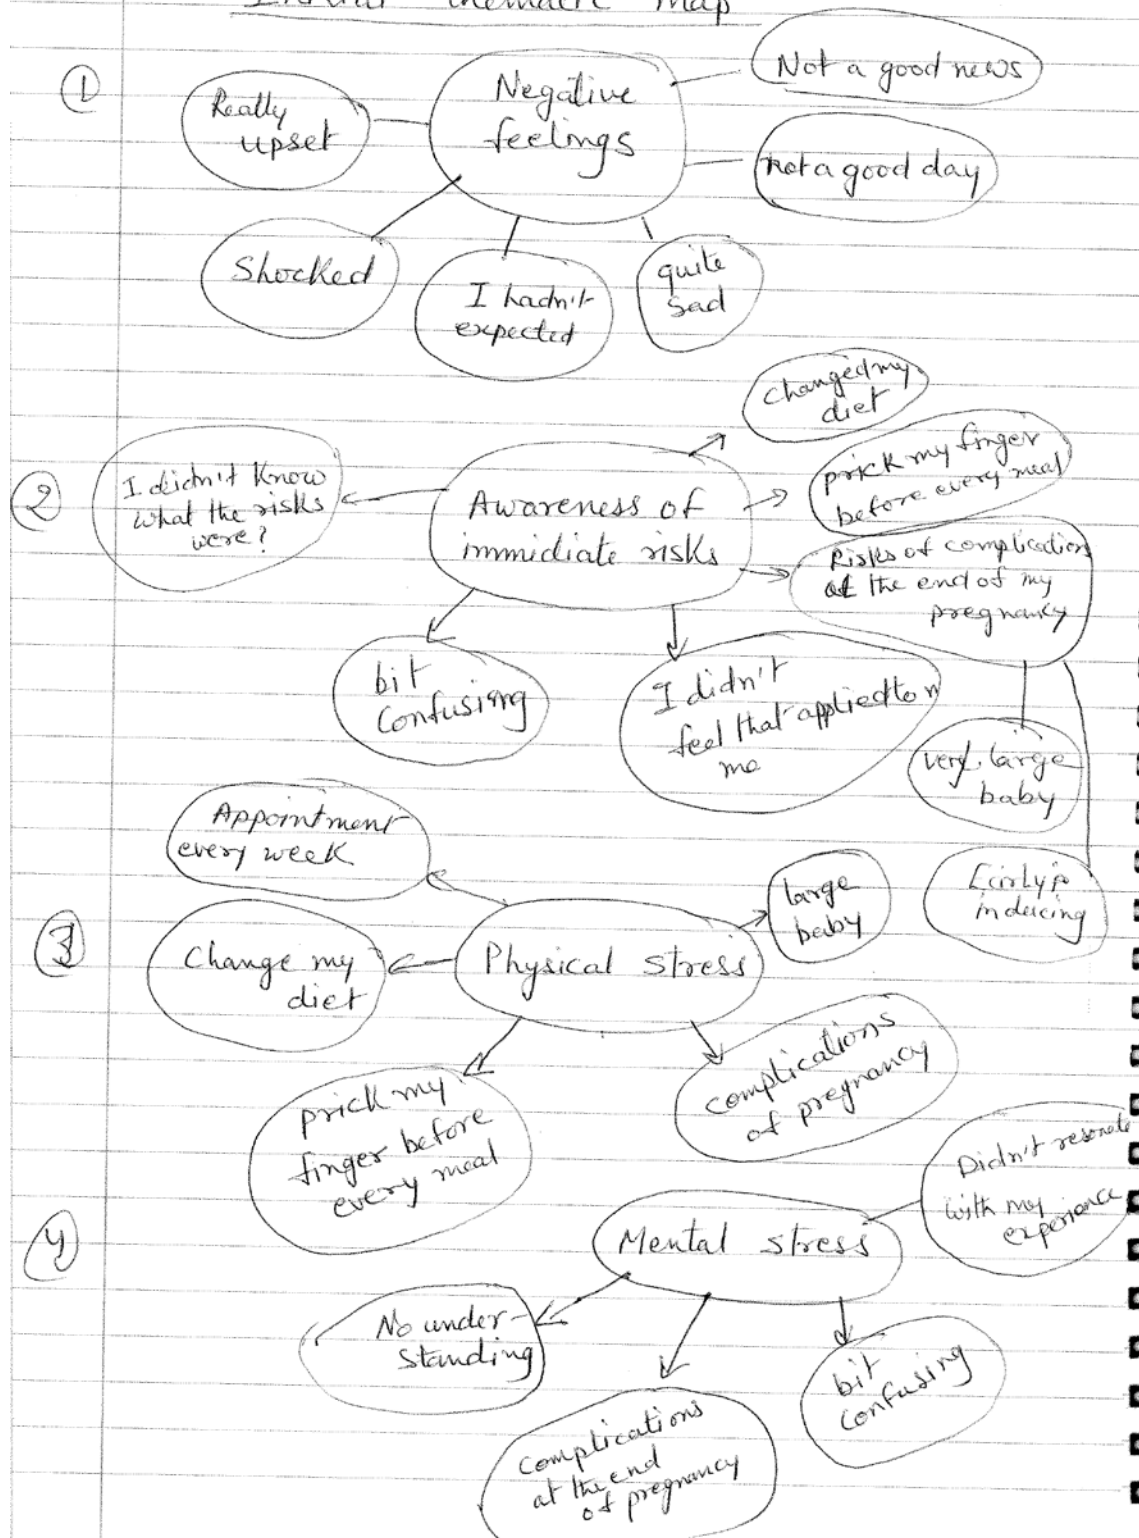 Initial thematic map
①
Negative
feelings
Not a good news
Really
upset
not a good day
Shocked
I hadn't
expected
quite
sad
②
Awareness of
immidiate risks
changed my
diet
prick my finger
before every meal
I didn't know
what the risks
were?
Risks of complications
at the end of my
pregnancy
very large
baby
inducing
bit
confusing
I didn't
feel that applied to
me
③
Physical stress
Appointment
every week
large
baby
Change my
diet
complications
of pregnancy
prick my
finger before
every meal
4
Mental stress
Didn't resonate
with my
experience
No under-
standing
bit
confusing
complications
at the end
of pregnancy